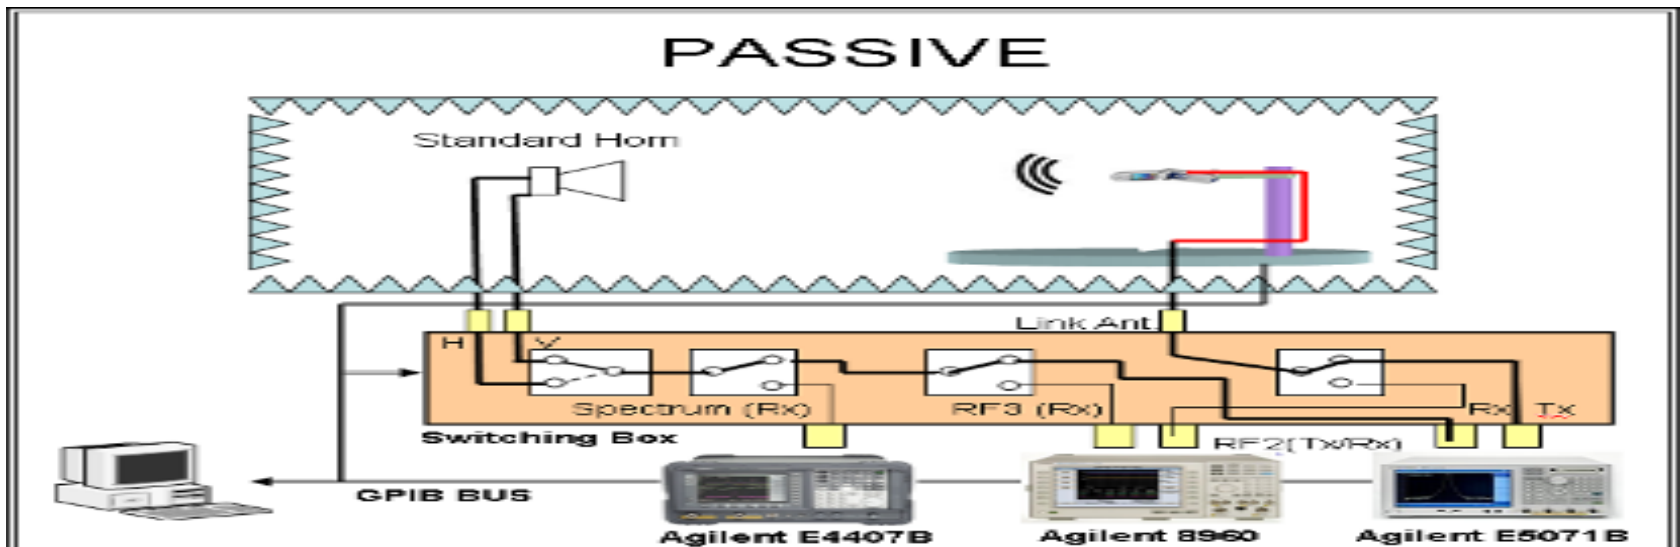 PASSIVE
Standard Horn
Link Ant.
H V
Spectrum (Rx)
RF3 (Rx)
Rx Tx
Switching Box
RF2(Tx/Rx)
GPIB BUS
Agilent E4407B
Agilent 8960
Agilent E5071B